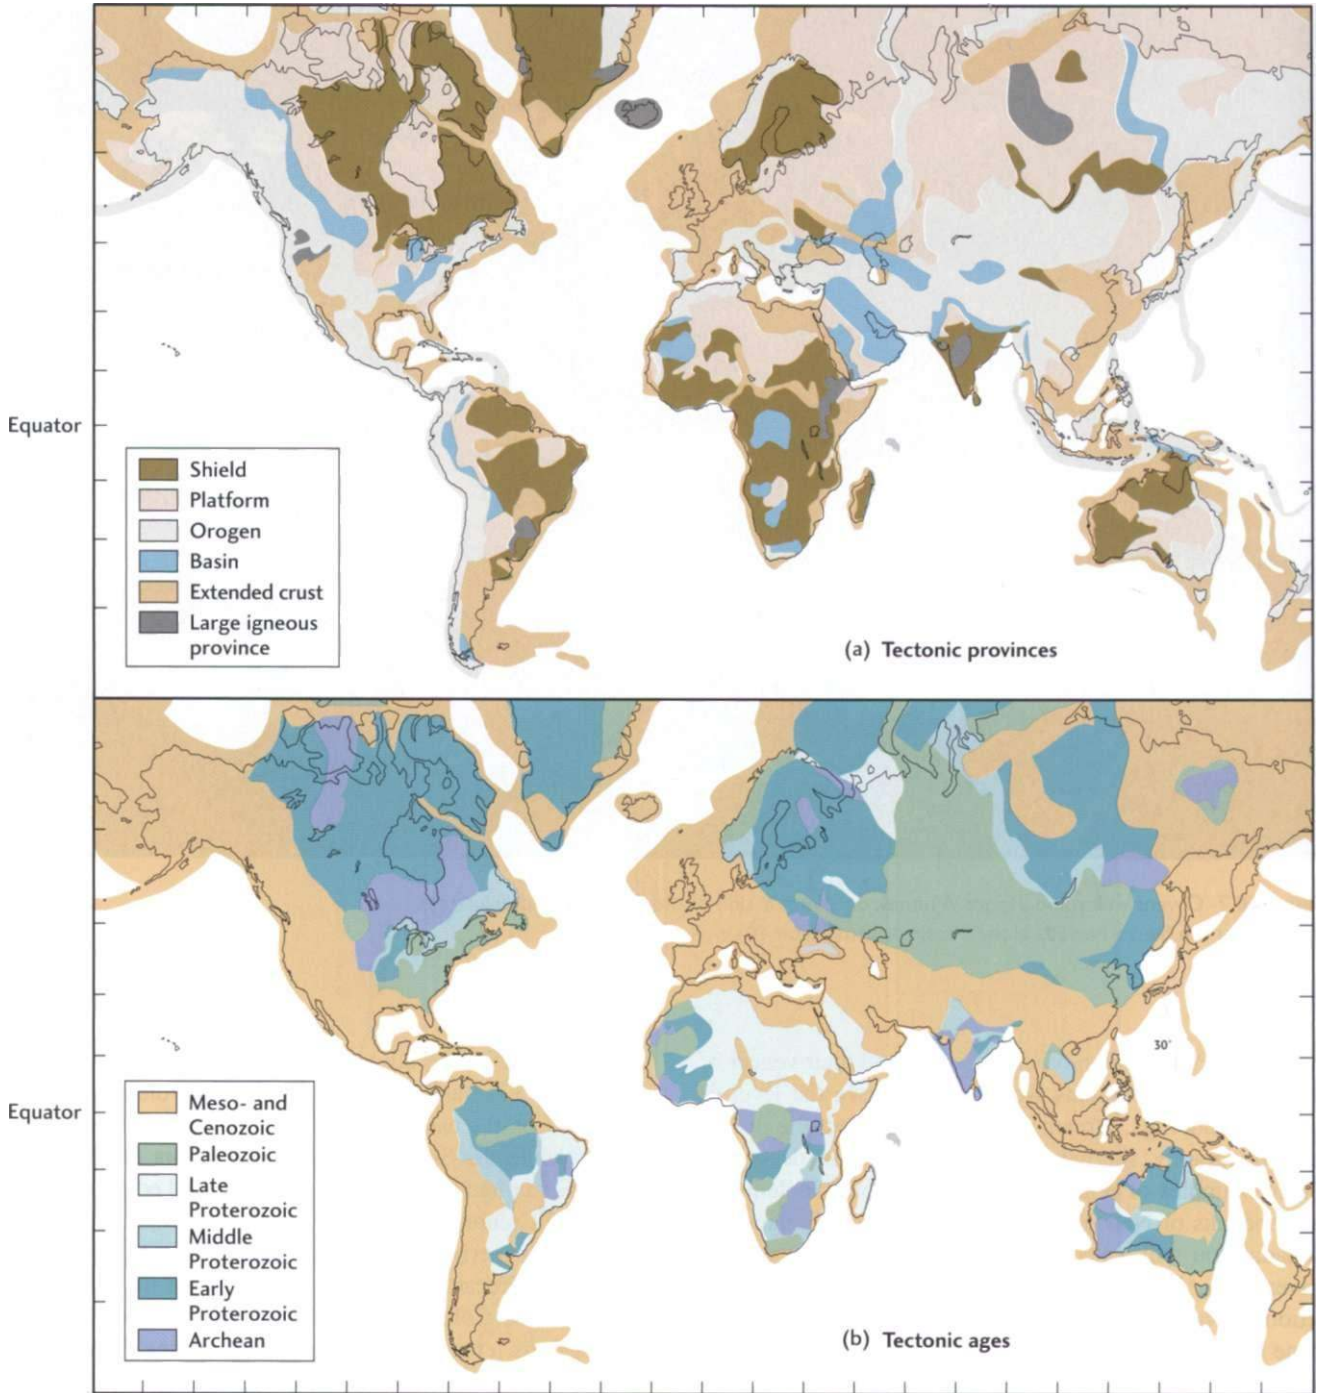 Equator
Shield
Platform
Orogen
Basin
Extended crust
Large igneous
province
(a) Tectonic provinces
30°
Equator
Meso- and
Cenozoic
Paleozoic
Late
Proterozoic
Middle
Proterozoic
Early
Proterozoic
Archean
(b) Tectonic ages